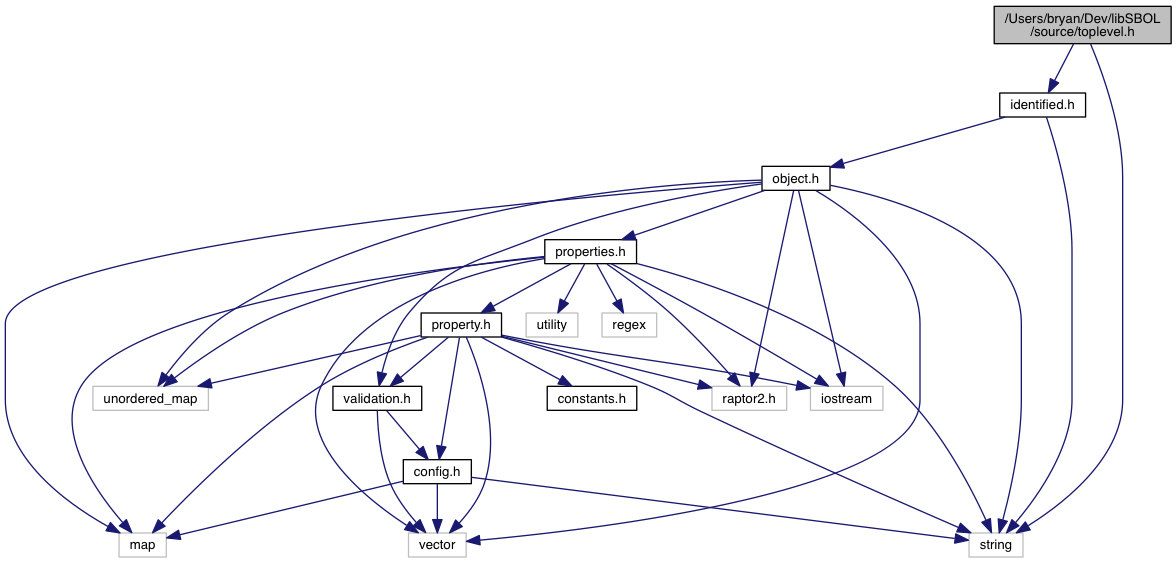 /Users/bryan/Dev/libSBOL
/source/toplevel.h
identified.h
object.h
properties.h
property.h
utility
regex
unordered_map
validation.h
constants.h
raptor2.h
iostream
config.h
map
vector
string